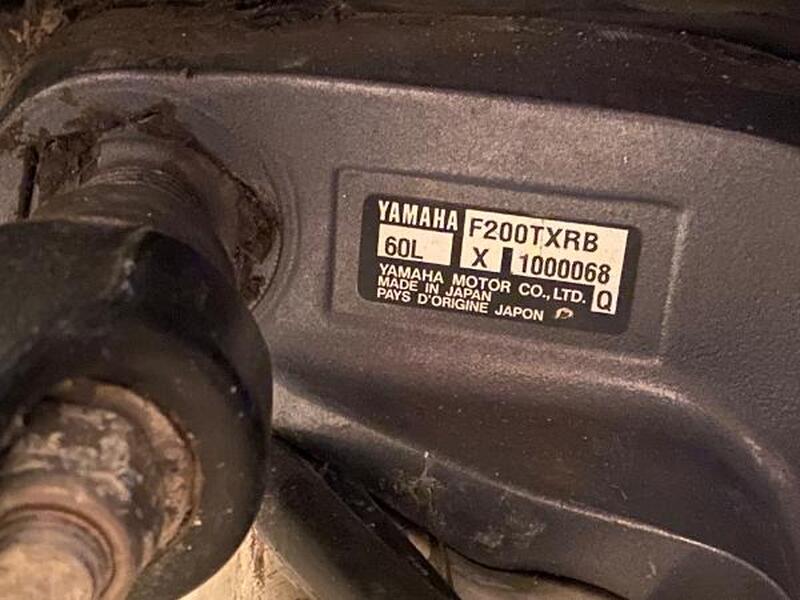 YAMAHA F200TXRB
60L X 1000068
YAMAHA MOTOR CO., LTD. Q
MADE IN JAPAN
PAYS D'ORIGINE JAPON